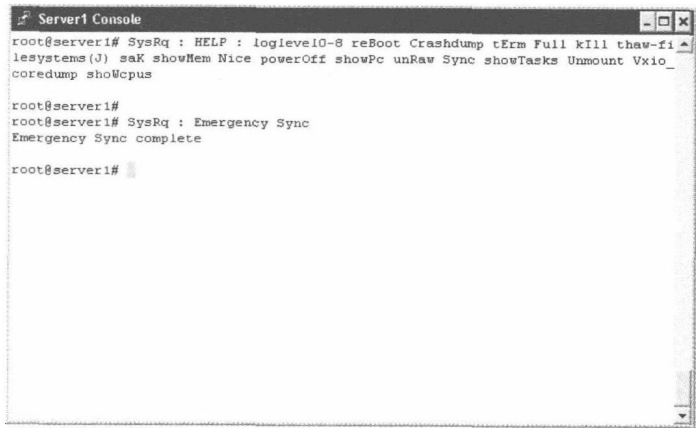 Server1 Console
root@server1# SysRq : HELP : loglevel0-8 reBoot Crashdump tErm Full kIll thaw-fi
lesystems(J) saK showMem Nice powerOff showPc unRaw Sync showTasks Unmount Vxio_
coredump shoWcpus
root@server1#
root@server1# SysRq : Emergency Sync
Emergency Sync complete
root@server1#